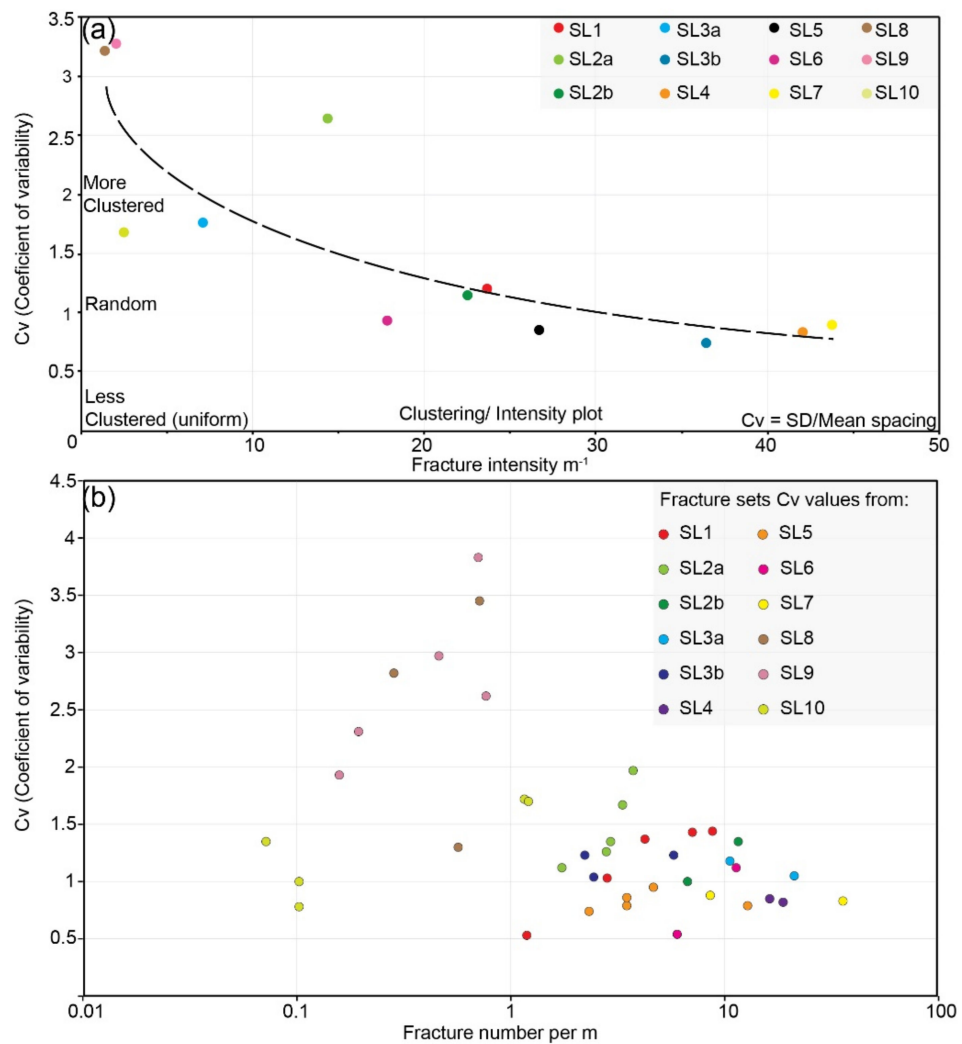 (a)
3.5
3
2.5
2
1.5
1
0.5
0
Cv (Coeficient of variability)
SL1 SL3a SL5 SL8
SL2a SL3b SL6 SL9
SL2b SL4 SL7 SL10
More
Clustered
Random
Less
Clustered (uniform)
Clustering/ Intensity plot
Cv = SD/Mean spacing
10 20 30 40 50
Fracture intensity m⁻¹
(b)
4.5
4
3.5
3
2.5
2
1.5
1
0.5
Cv (Coeficient of variability)
Fracture sets Cv values from:
SL1 SL5
SL2a SL6
SL2b SL7
SL3a SL8
SL3b SL9
SL4 SL10
0.01 0.1 1 10 100
Fracture number per m